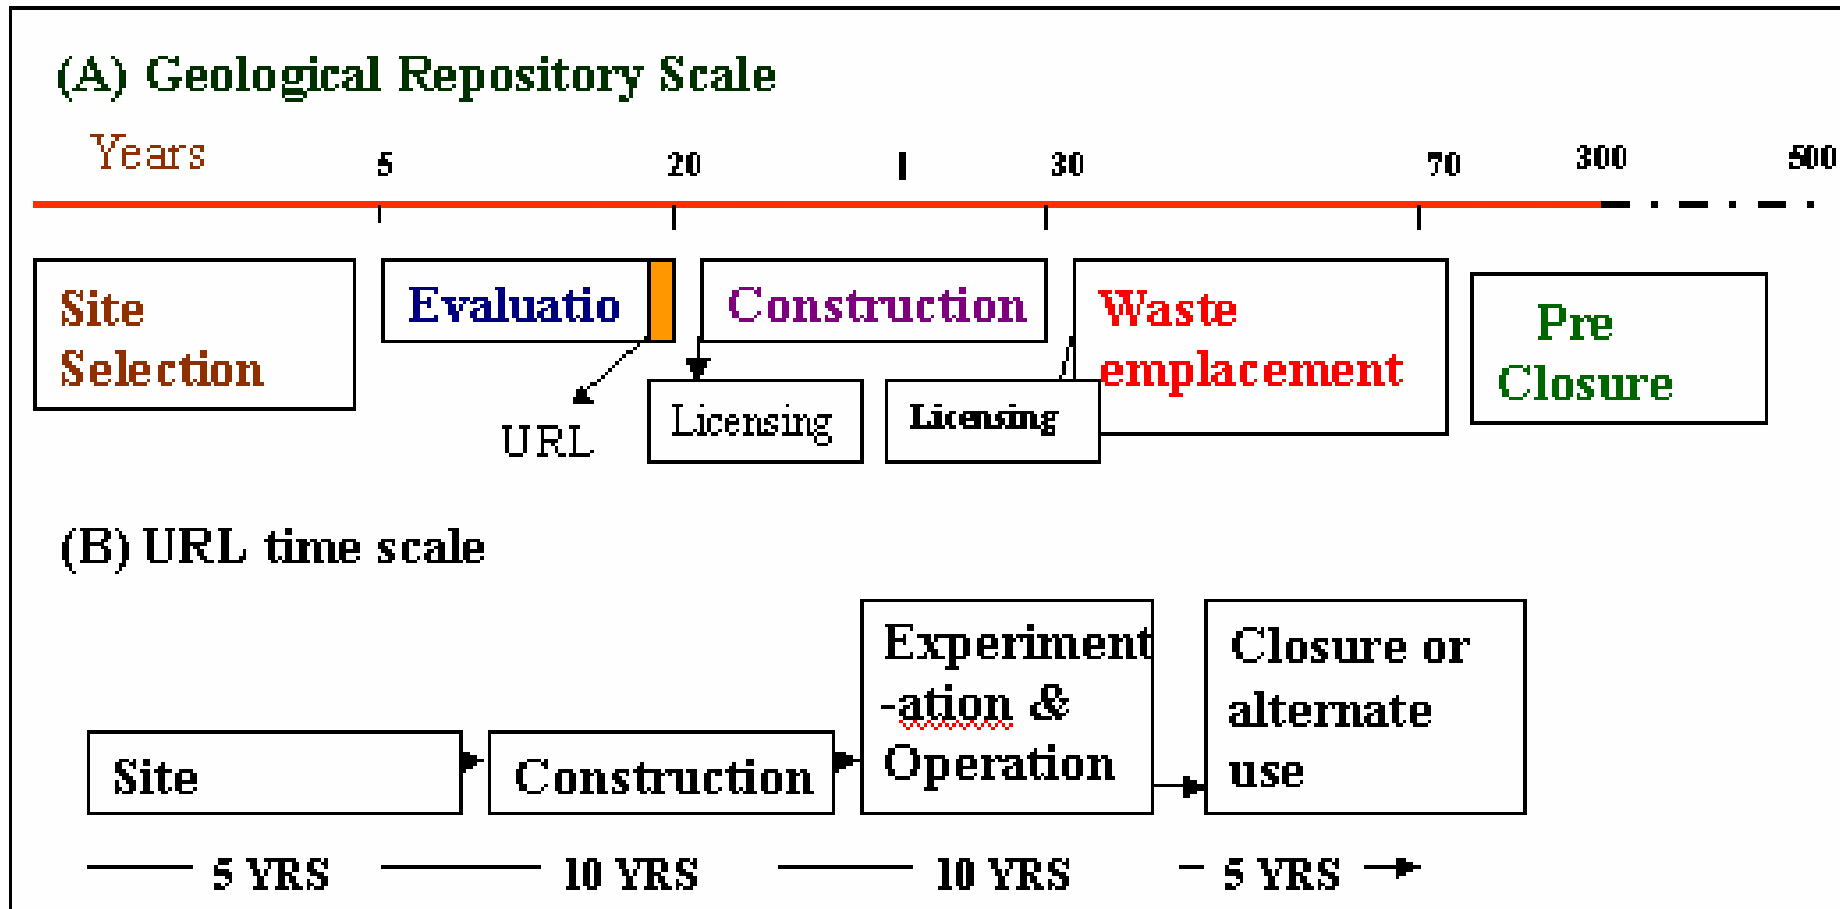 (A) Geological Repository Scale
Years 5 20 30 70 300 500
Site
Selection
Evaluatio
Construction
Waste
emplacement
Pre
Closure
URL
Licensing
Licensing
(B) URL time scale
Site
Construction
Experiment
-ation &
Operation
Closure or
alternate
use
5 YRS 10 YRS 10 YRS 5 YRS